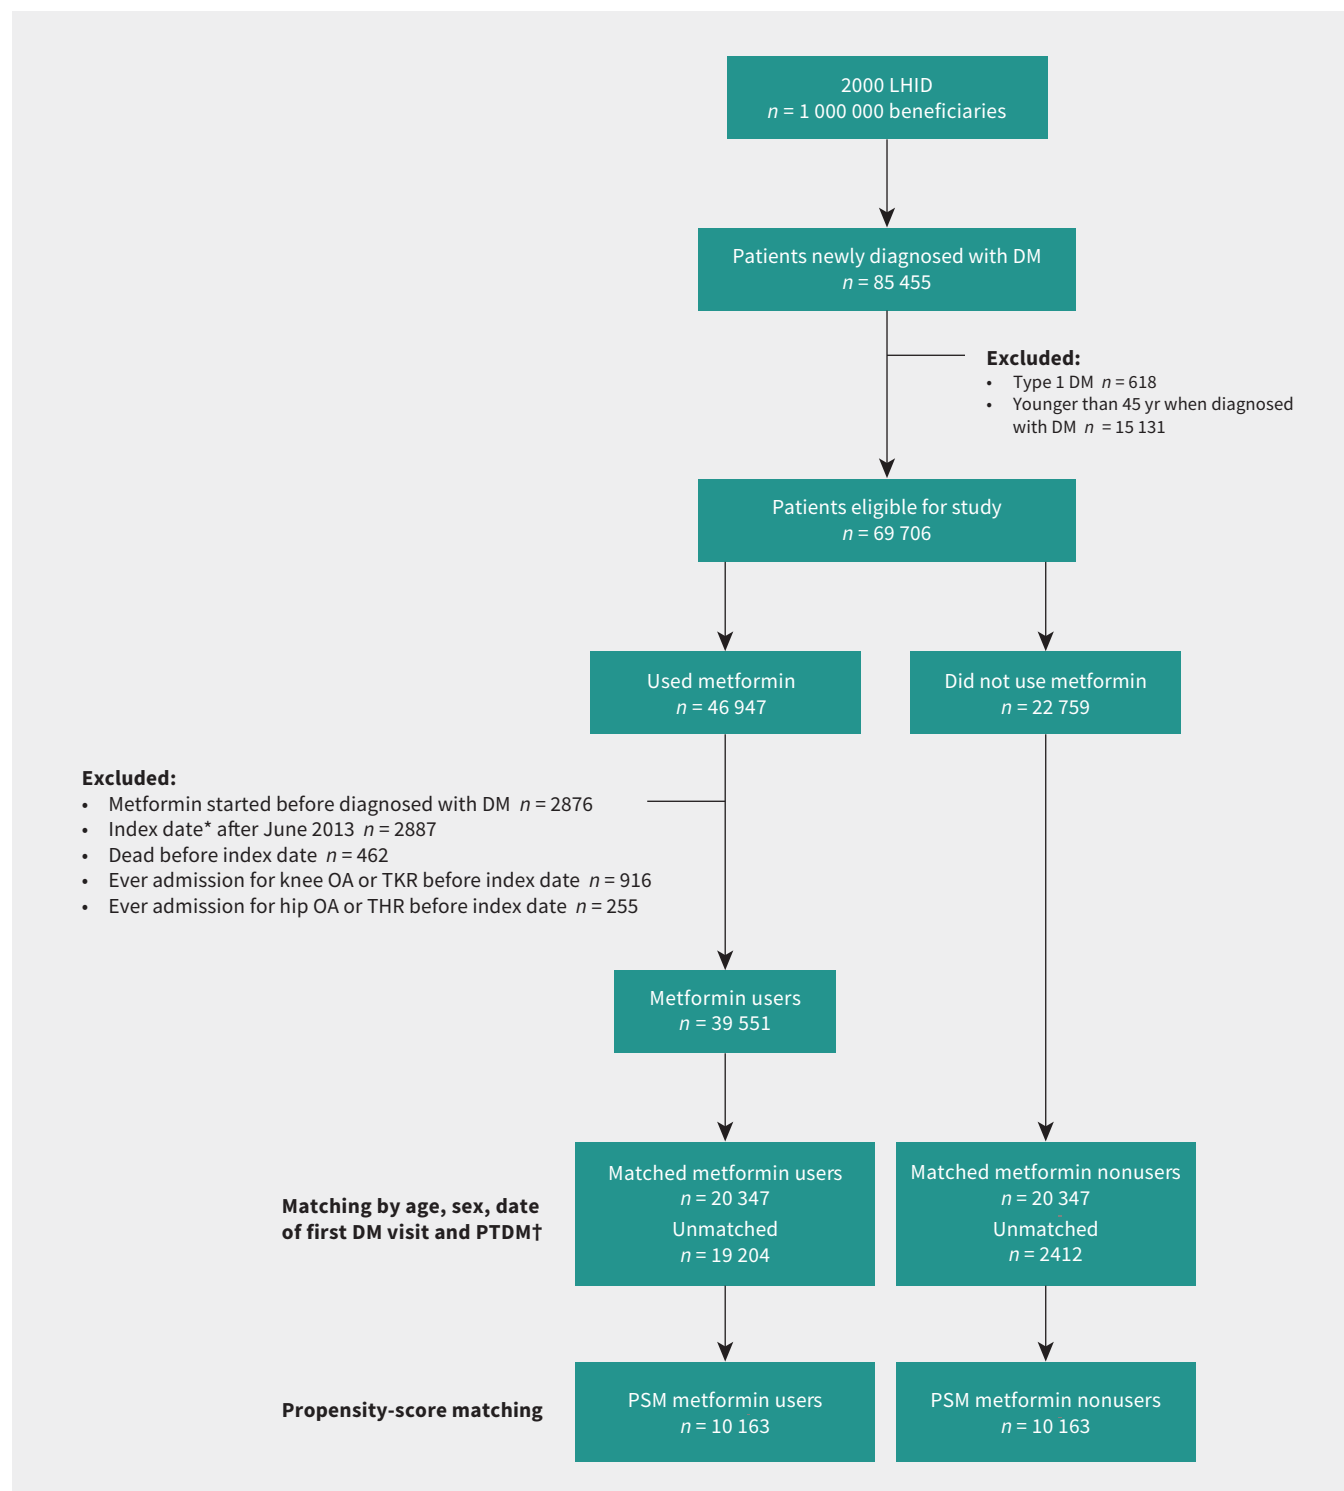 2000 LHID
n = 1 000 000 beneficiaries
Patients newly diagnosed with DM
n = 85 455
Excluded:
• Type 1 DM n = 618
• Younger than 45 yr when diagnosed
with DM n = 15 131
Patients eligible for study
n = 69 706
Used metformin
n = 46 947
Did not use metformin
n = 22 759
Excluded:
• Metformin started before diagnosed with DM n = 2876
• Index date* after June 2013 n = 2887
• Dead before index date n = 462
• Ever admission for knee OA or TKR before index date n = 916
• Ever admission for hip OA or THR before index date n = 255
Metformin users
n = 39 551
Matching by age, sex, date
of first DM visit and PTDM†
Matched metformin users
n = 20 347
Unmatched
n = 19 204
Matched metformin nonusers
n = 20 347
Unmatched
n = 2412
Propensity-score matching
PSM metformin users
n = 10 163
PSM metformin nonusers
n = 10 163